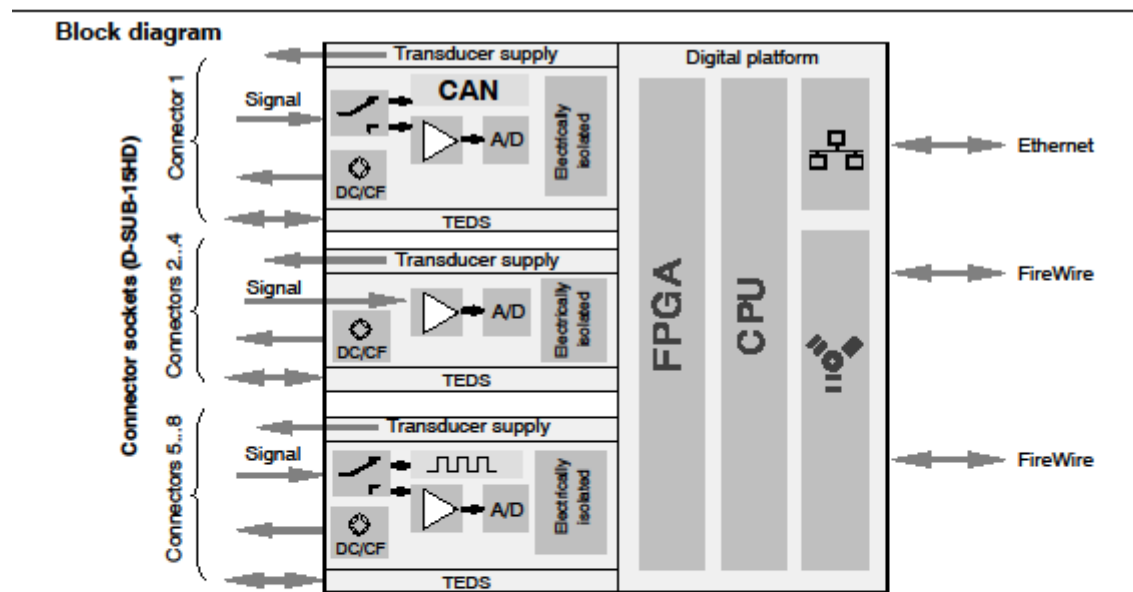 Block diagram
Connector sockets (D-SUB-15HD)
Connector 1
Signal
Transducer supply
CAN
A/D
DC/CF
Electrically
isolated
TEDS
Connectors 2...4
Signal
Transducer supply
A/D
DC/CF
Electrically
isolated
TEDS
Connectors 5...8
Signal
Transducer supply
A/D
DC/CF
Electrically
isolated
TEDS
Digital platform
FPGA
CPU
Ethernet
FireWire
FireWire